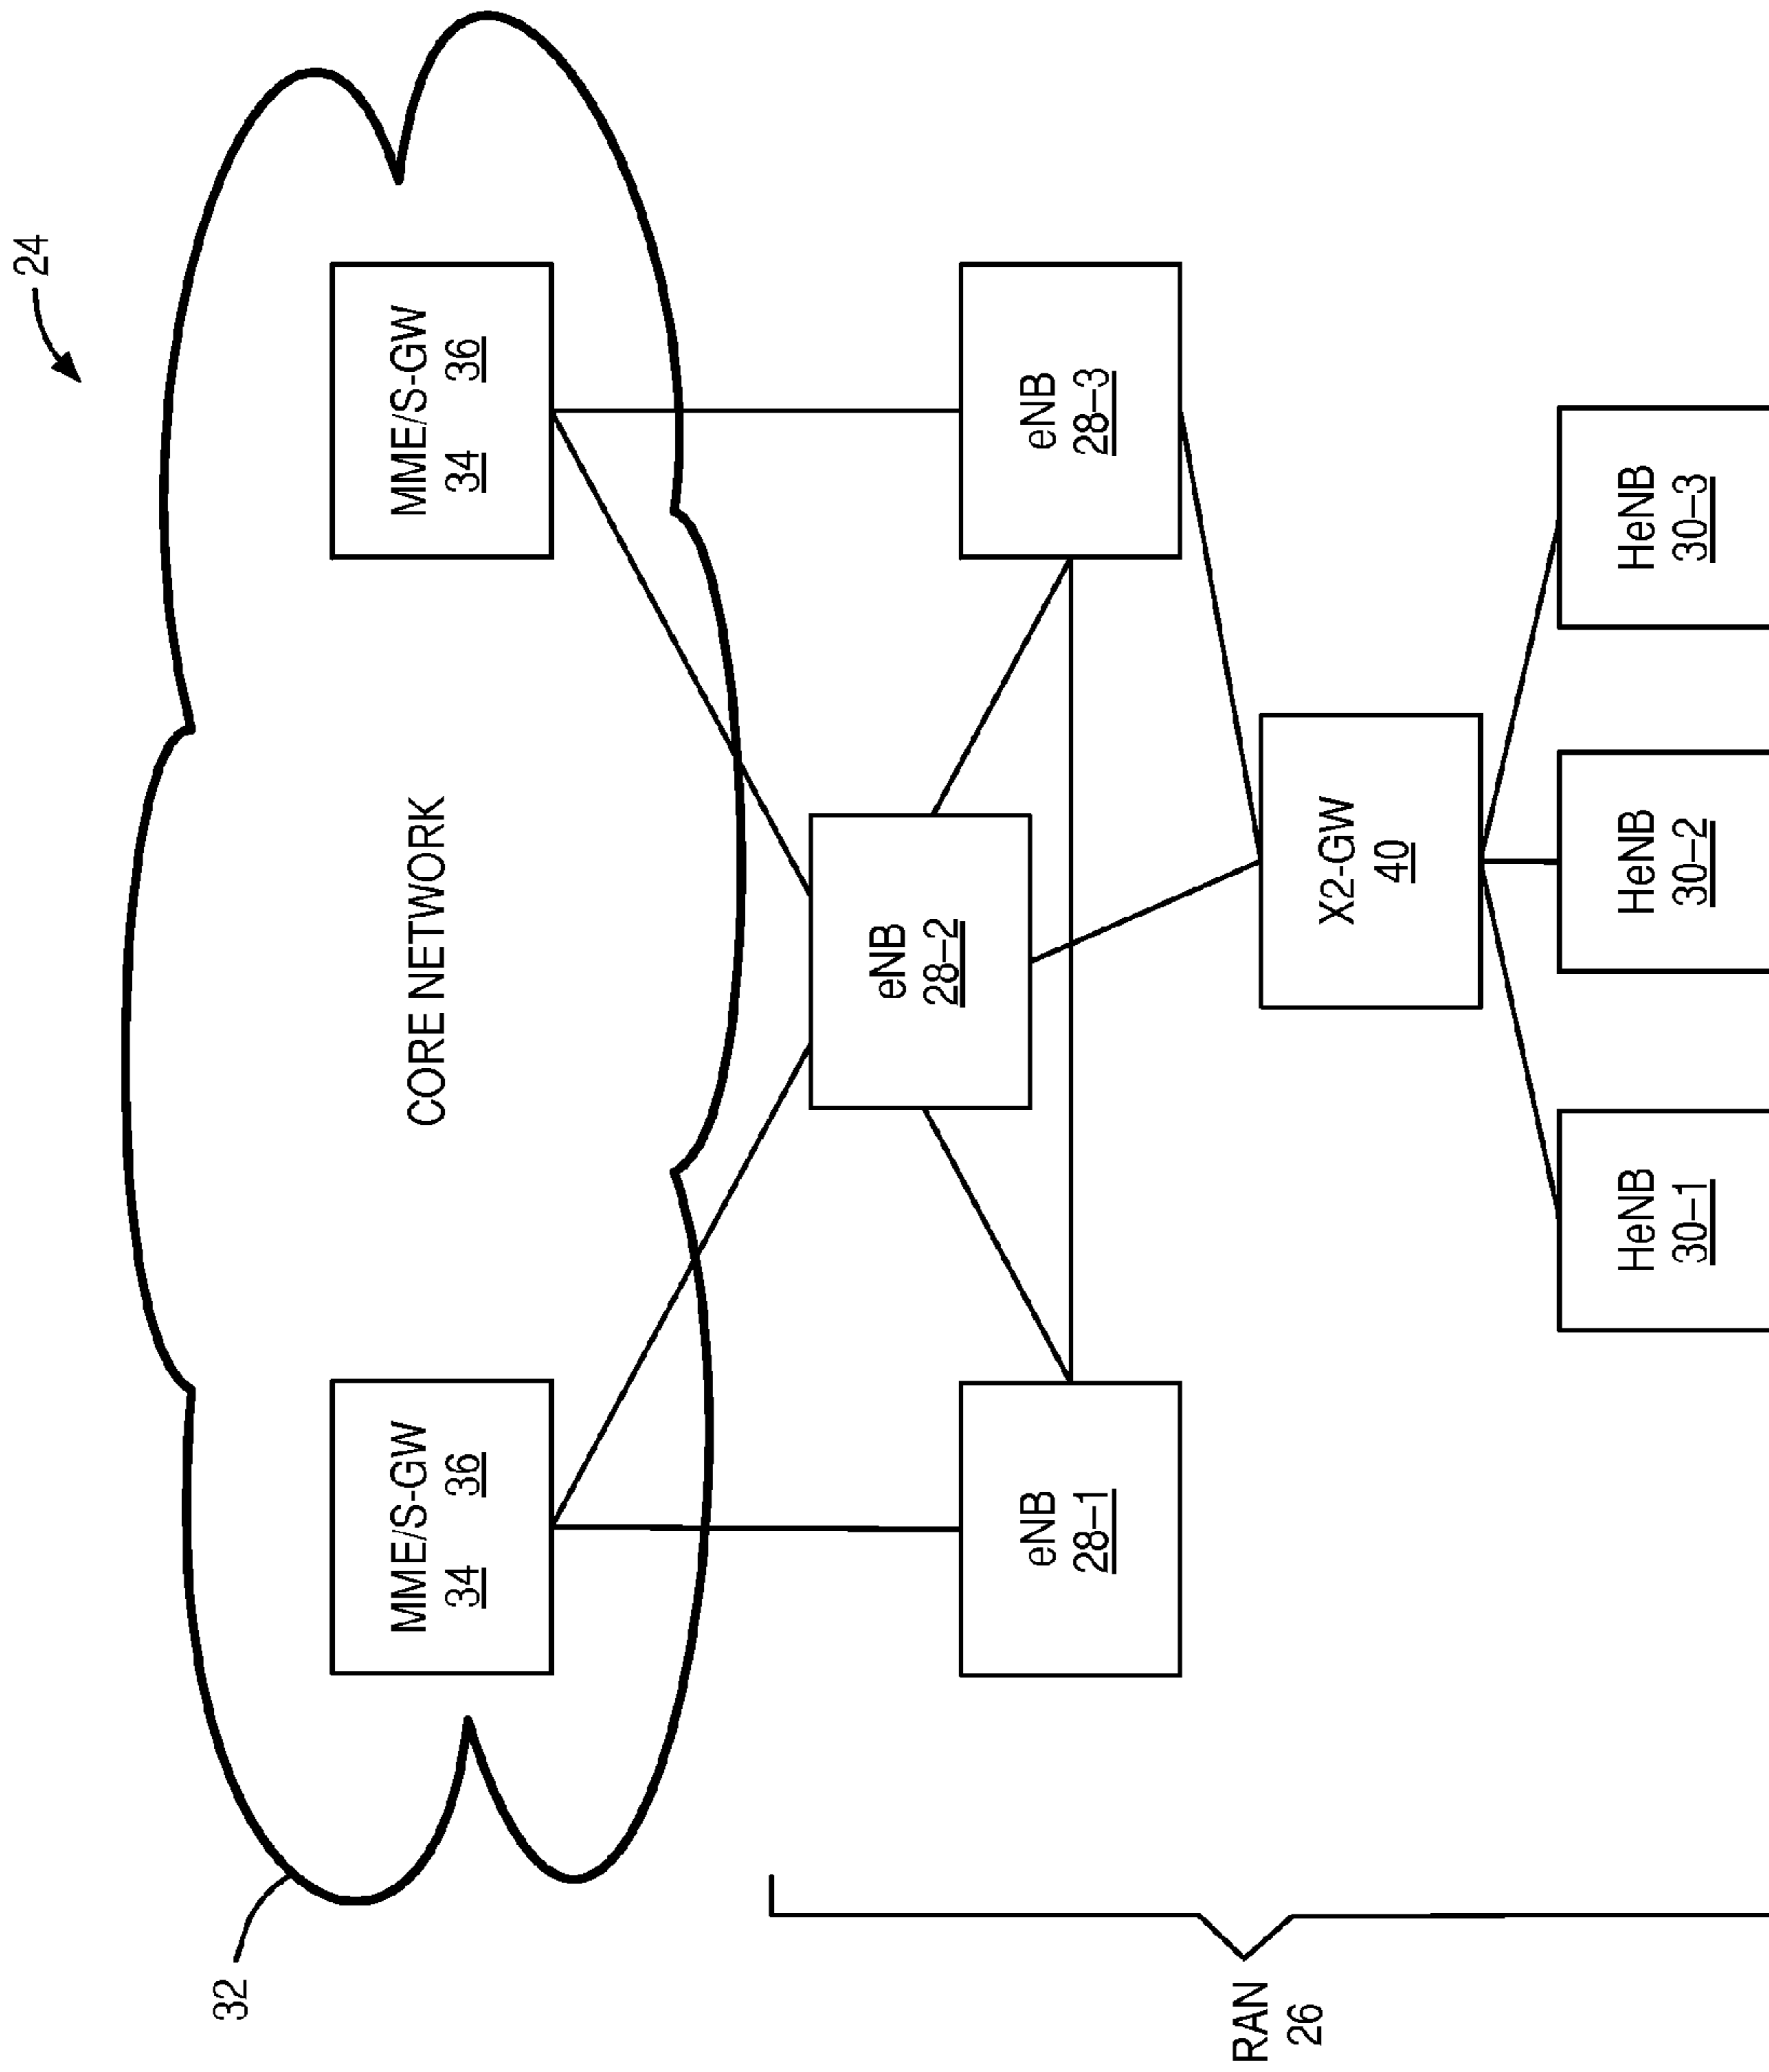 24
32
CORE NETWORK
MME/S-GW
34 36
MME/S-GW
34 36
eNB
28-2
eNB
28-1
eNB
28-3
RAN
26
X2-GW
40
HeNB
30-1
HeNB
30-2
HeNB
30-3